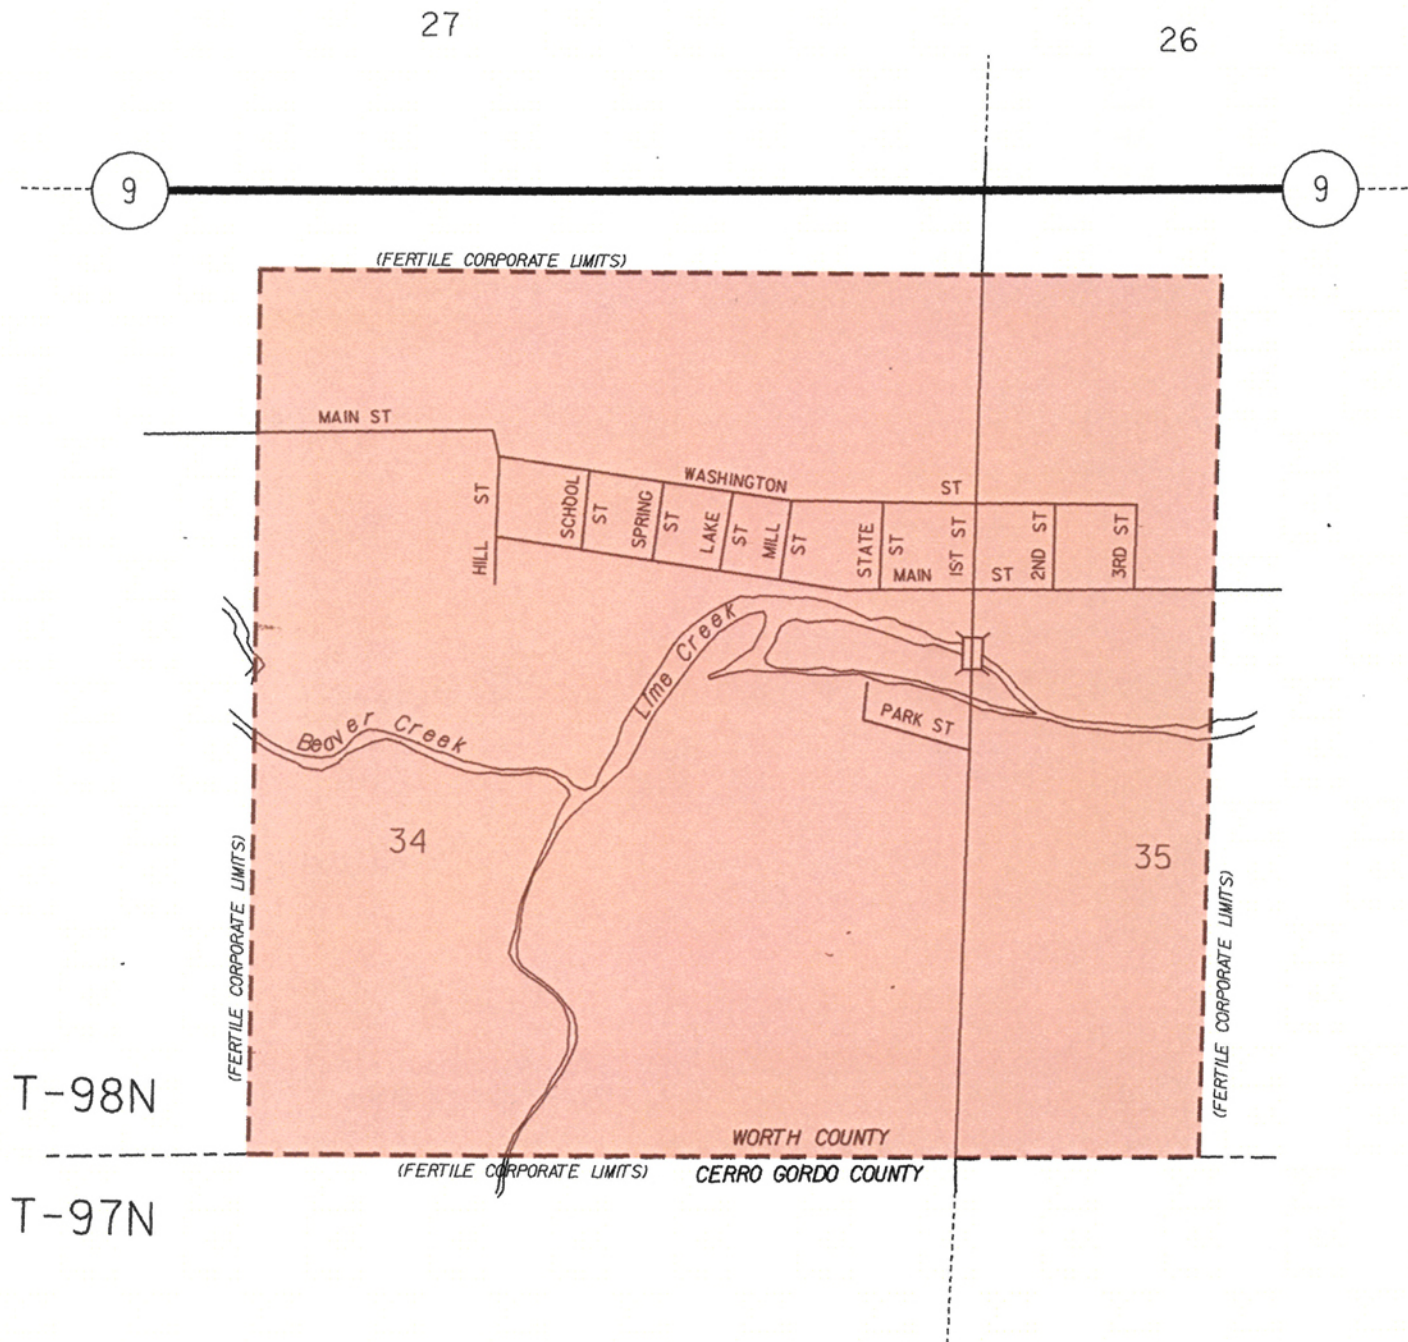 27
26
9
9
(FERTILE CORPORATE LIMITS)
MAIN ST
WASHINGTON ST
HILL ST
SCHOOL ST
SPRING ST
LAKE ST
MILL ST
STATE ST
1ST ST
2ND ST
3RD ST
MAIN ST
Lime Creek
Beaver Creek
PARK ST
34
35
(FERTILE CORPORATE LIMITS)
(FERTILE CORPORATE LIMITS)
T-98N
WORTH COUNTY
(FERTILE CORPORATE LIMITS)
CERRO GORDO COUNTY
T-97N